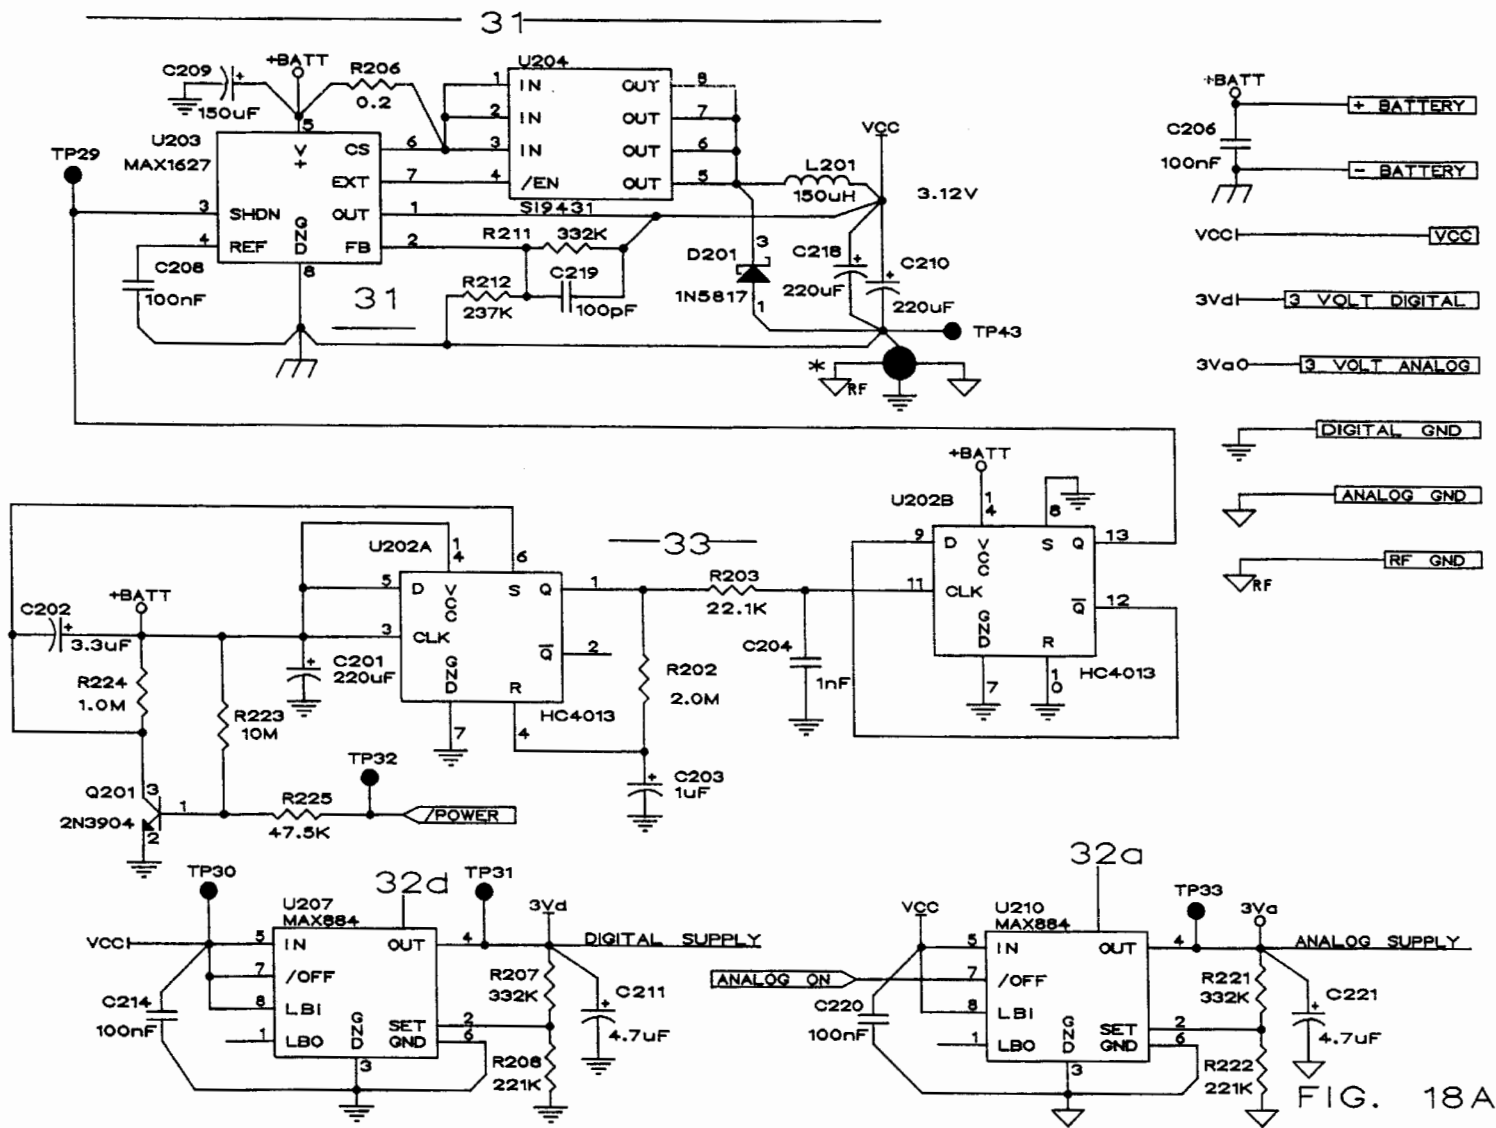 31
+BATT
C209
+
150uF
R206
0.2
U204
1 IN OUT 8
2 IN OUT 7
3 IN OUT 6
4 /EN OUT 5
SI9431
U203
MAX1627
5
V+
CS 6
EXT 7
3 SHDN OUT 1
4 REF GND FB 2
8
TP29
C208
100nF
31
R211
332K
R212
237K
C219
100pF
L201
150uH
VCC
3.12V
D201
3
1N5817
1
C218
+
220uF
C210
+
220uF
TP43
*
RF
+BATT
C206
100nF
+ BATTERY
- BATTERY
VCC
VCC
3Vd
3 VOLT DIGITAL
3Va
3 VOLT ANALOG
DIGITAL GND
ANALOG GND
RF GND
RF
33
U202A
14
6
5 D VCC S Q 1
3 CLK
GND Q 2
R
HC4013
7
4
C202
+
3.3uF
+BATT
C201
+
220uF
R224
1.0M
R223
10M
R203
22.1K
R202
2.0M
C204
1nF
C203
+
1uF
+BATT
U202B
14
8
9 D VCC S Q 13
11 CLK
GND Q 12
R
HC4013
7
10
Q201
3
2N3904
2
1
R225
47.5K
TP32
/POWER
TP30
32d
TP31
U207
MAX884
3Vd
VCC
5 IN OUT 4
DIGITAL SUPPLY
7 /OFF
8 LBI
1 LBO
GND
SET 2
GND 6
3
C214
100nF
R207
332K
R208
221K
C211
+
4.7uF
32a
TP33
VCC
U210
MAX884
3Va
5 IN OUT 4
ANALOG SUPPLY
ANALOG ON
7 /OFF
8 LBI
1 LBO
GND
SET 2
GND 6
3
C220
100nF
R221
332K
R222
221K
C221
+
4.7uF
FIG. 18A